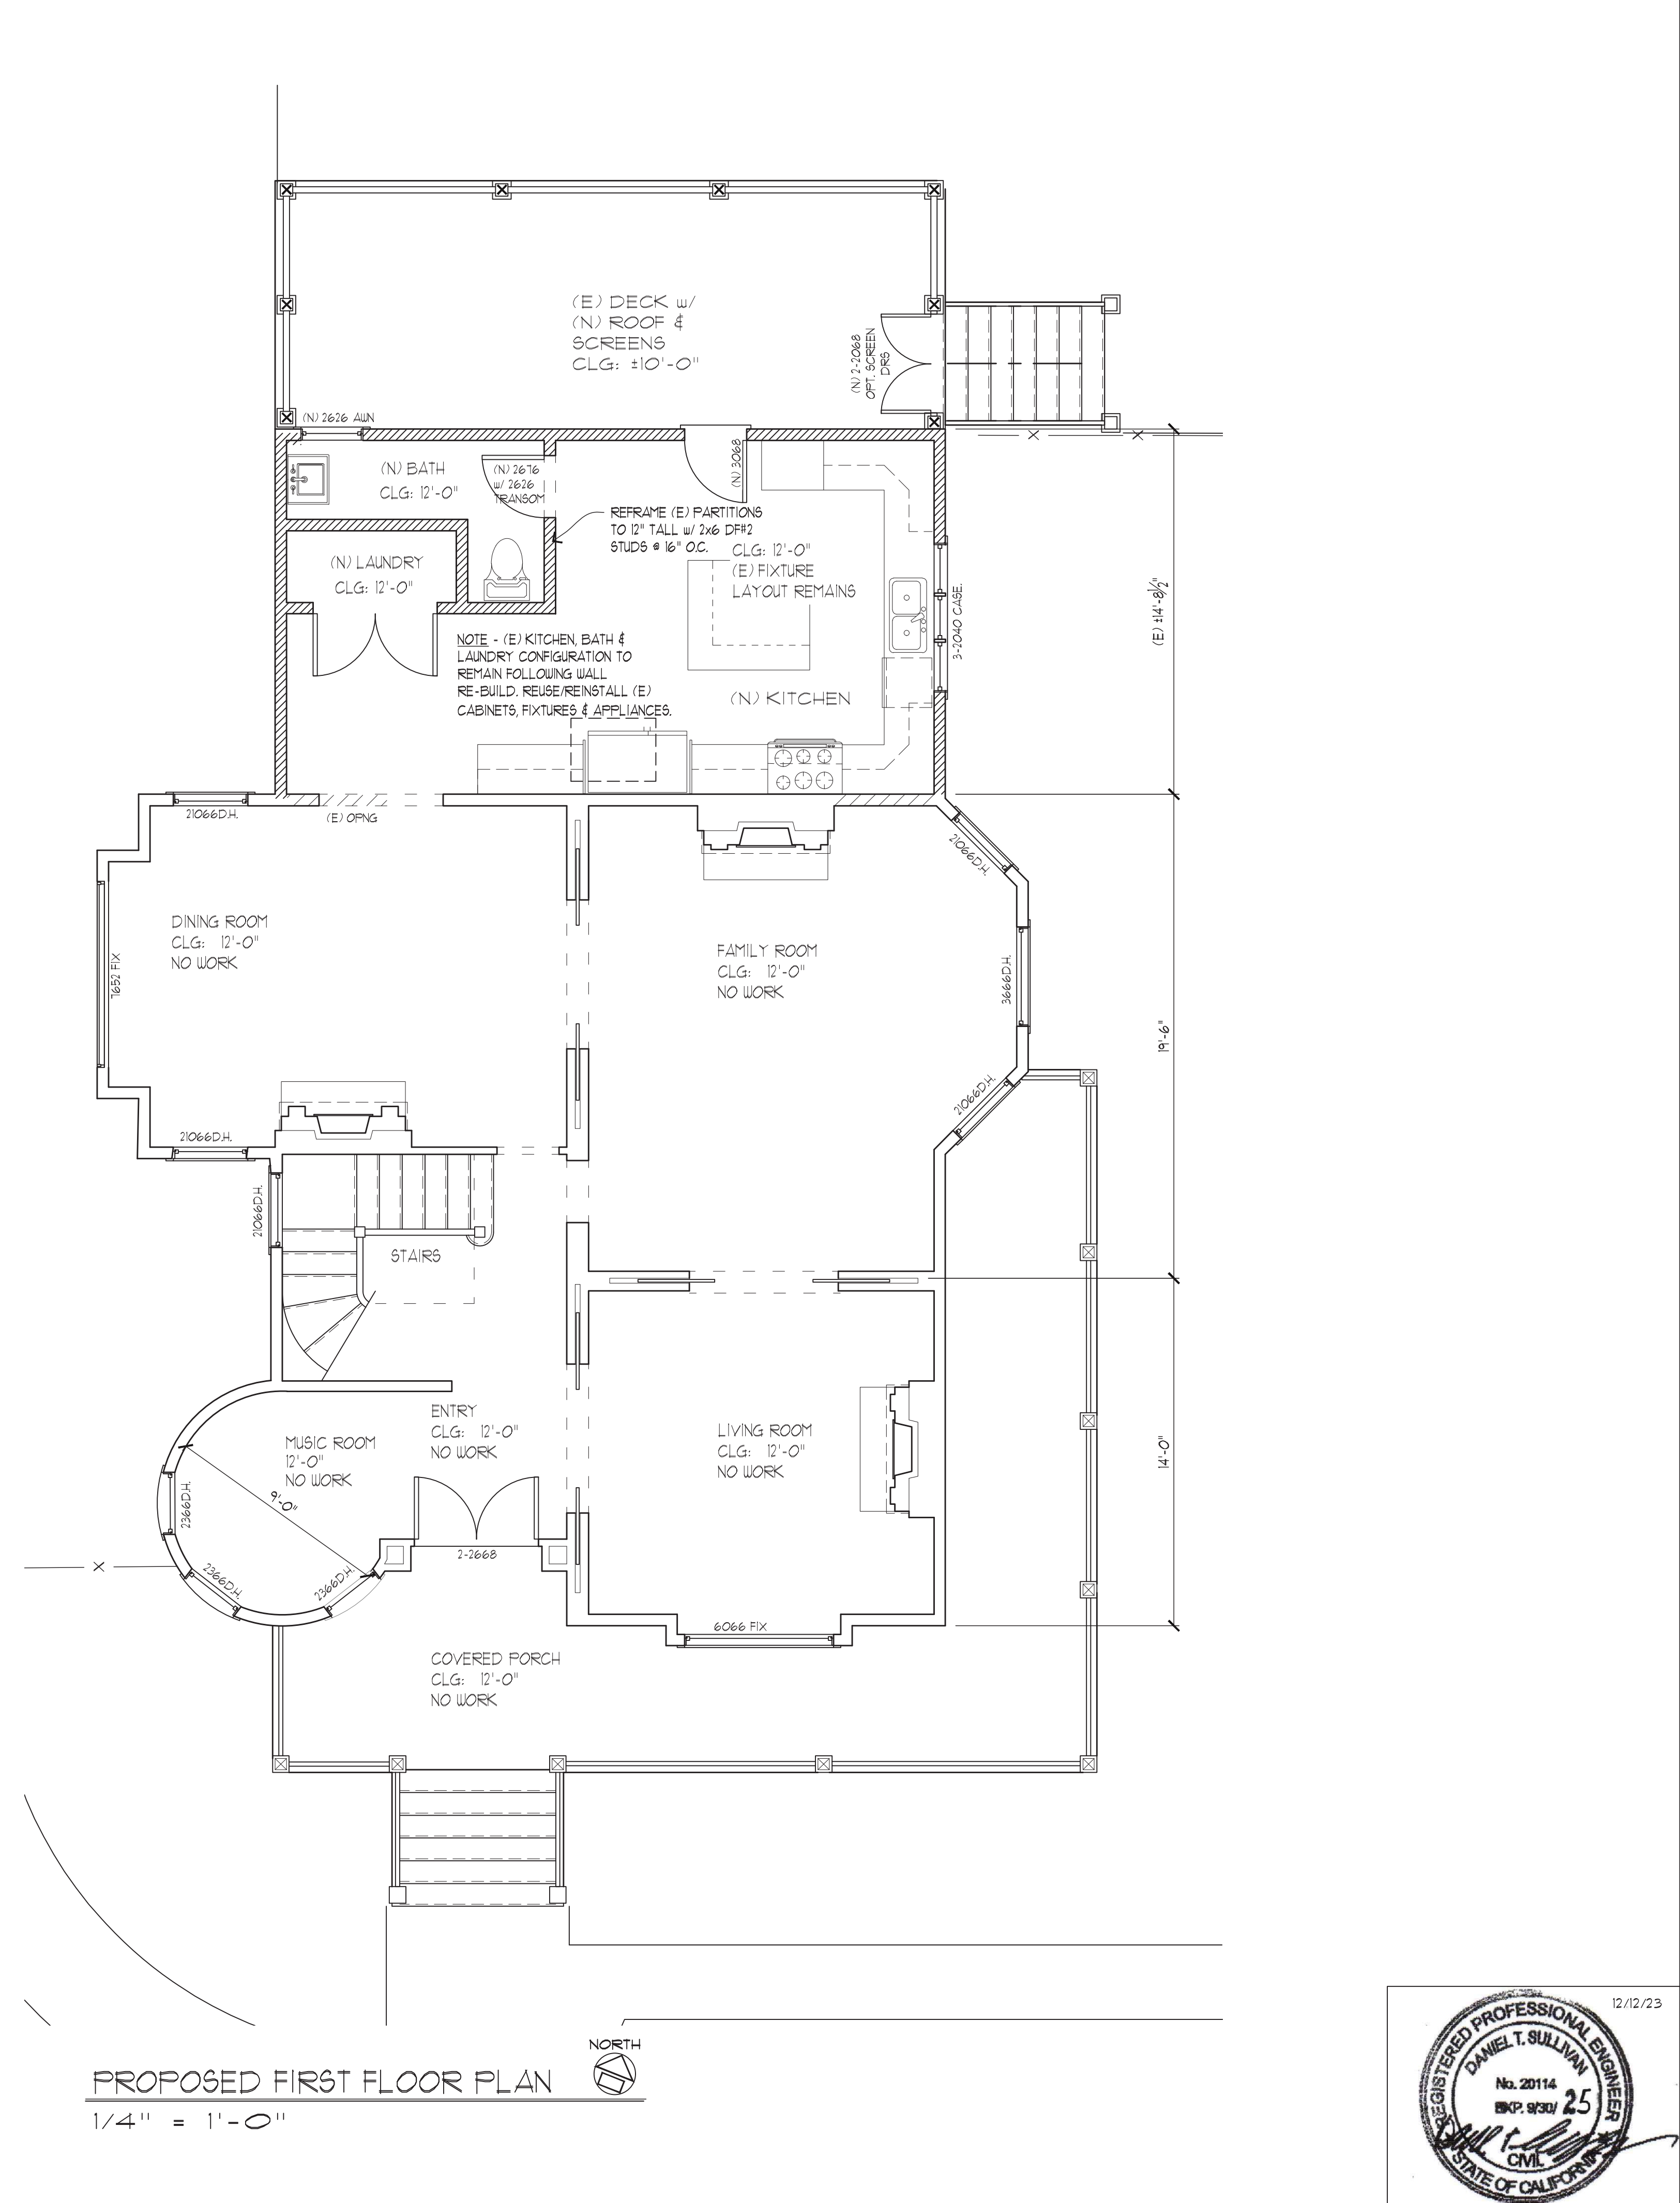 (E) DECK w/
(N) ROOF &
SCREENS
CLG: ±10'-0"
(N) 2-2068
OPT. SCREEN
DRS
(N) 2626 AWN
(N) BATH
CLG: 12'-0"
(N) 2676
w/ 2626
TRANSOM
(N) 3068
REFRAME (E) PARTITIONS
TO 12" TALL w/ 2x6 DF#2
STUDS @ 16" O.C.
CLG: 12'-0"
(E) FIXTURE
LAYOUT REMAINS
(N) LAUNDRY
CLG: 12'-0"
3-2040 CASE.
(E) ±14'-8½"
NOTE - (E) KITCHEN, BATH &
LAUNDRY CONFIGURATION TO
REMAIN FOLLOWING WALL
RE-BUILD. REUSE/REINSTALL (E)
CABINETS, FIXTURES & APPLIANCES.
(N) KITCHEN
21066D.H.
(E) OPNG
21066D.H.
DINING ROOM
CLG: 12'-0"
NO WORK
7652 FIX
FAMILY ROOM
CLG: 12'-0"
NO WORK
3666D.H.
19'-6"
21066D.H.
21066D.H.
21066D.H.
STAIRS
ENTRY
CLG: 12'-0"
NO WORK
MUSIC ROOM
12'-0"
NO WORK
9'-0"
2366D.H.
2366D.H.
2366D.H.
2-2668
LIVING ROOM
CLG: 12'-0"
NO WORK
14'-0"
6066 FIX
COVERED PORCH
CLG: 12'-0"
NO WORK
X
X
X
NORTH
PROPOSED FIRST FLOOR PLAN
1/4" = 1'-0"
12/12/23
REGISTERED PROFESSIONAL ENGINEER
DANIEL T. SULLIVAN
No. 20114
EXP. 9/30/25
CIVIL
STATE OF CALIFORNIA